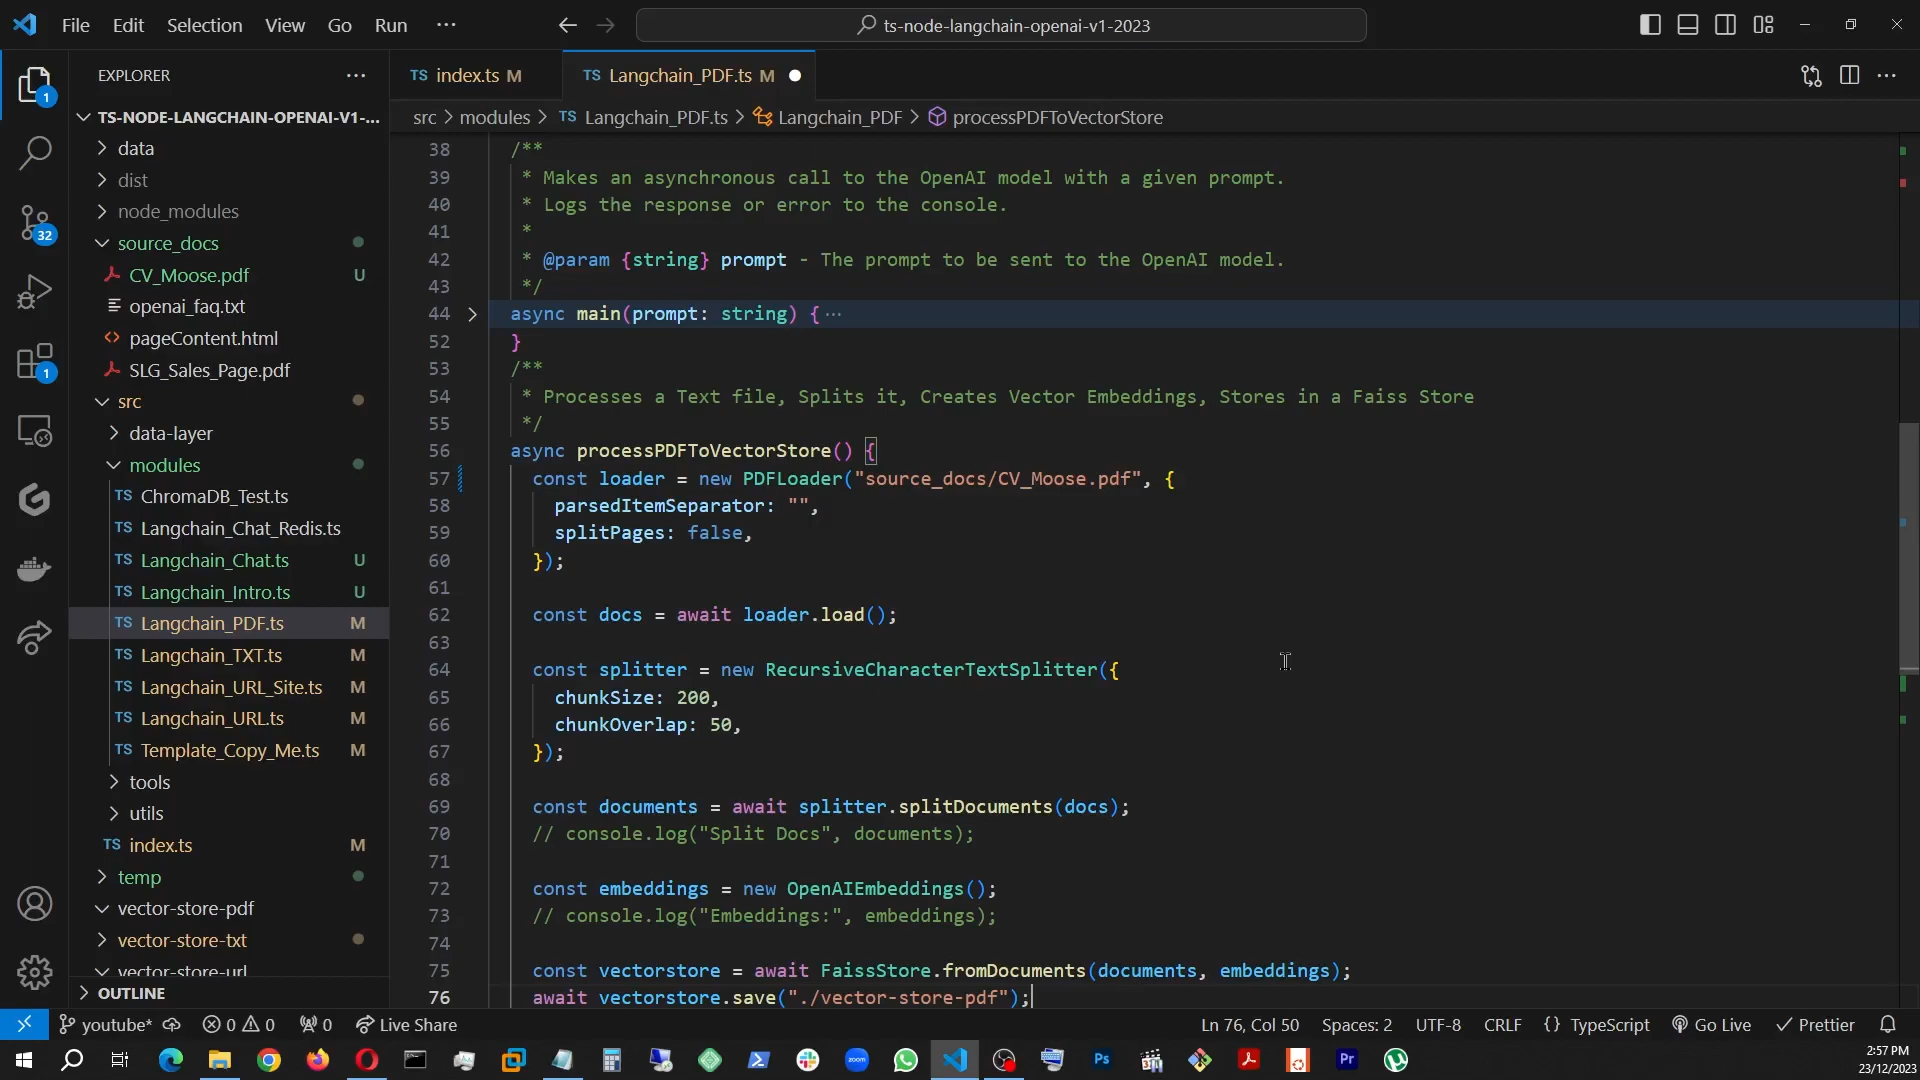 File Edit Selection View Go Run ···
ts-node-langchain-openai-v1-2023
EXPLORER
TS index.ts M
TS Langchain_PDF.ts M
src > modules > TS Langchain_PDF.ts > Langchain_PDF > processPDFToVectorStore
TS-NODE-LANGCHAIN-OPENAI-V1-...
data
dist
node_modules
source_docs
CV_Moose.pdf U
openai_faq.txt
pageContent.html
SLG_Sales_Page.pdf
src
data-layer
modules
TS ChromaDB_Test.ts
TS Langchain_Chat_Redis.ts
TS Langchain_Chat.ts U
TS Langchain_Intro.ts U
TS Langchain_PDF.ts M
TS Langchain_TXT.ts M
TS Langchain_URL_Site.ts M
TS Langchain_URL.ts M
TS Template_Copy_Me.ts M
tools
utils
TS index.ts M
temp
vector-store-pdf
vector-store-txt
vector-store-url
OUTLINE
1
32
1
38 /**
39 * Makes an asynchronous call to the OpenAI model with a given prompt.
40 * Logs the response or error to the console.
41 *
42 * @param {string} prompt - The prompt to be sent to the OpenAI model.
43 */
44 async main(prompt: string) {···
52 }
53 /**
54 * Processes a Text file, Splits it, Creates Vector Embeddings, Stores in a Faiss Store
55 */
56 async processPDFToVectorStore() {
57 const loader = new PDFLoader("source_docs/CV_Moose.pdf", {
58 parsedItemSeparator: "",
59 splitPages: false,
60 });
61
62 const docs = await loader.load();
63
64 const splitter = new RecursiveCharacterTextSplitter({
65 chunkSize: 200,
66 chunkOverlap: 50,
67 });
68
69 const documents = await splitter.splitDocuments(docs);
70 // console.log("Split Docs", documents);
71
72 const embeddings = new OpenAIEmbeddings();
73 // console.log("Embeddings:", embeddings);
74
75 const vectorstore = await FaissStore.fromDocuments(documents, embeddings);
76 await vectorstore.save("./vector-store-pdf");
youtube* 0 0 0 Live Share Ln 76, Col 50 Spaces: 2 UTF-8 CRLF {} TypeScript Go Live Prettier
zoom Ps Pr
2:57 PM
23/12/2023